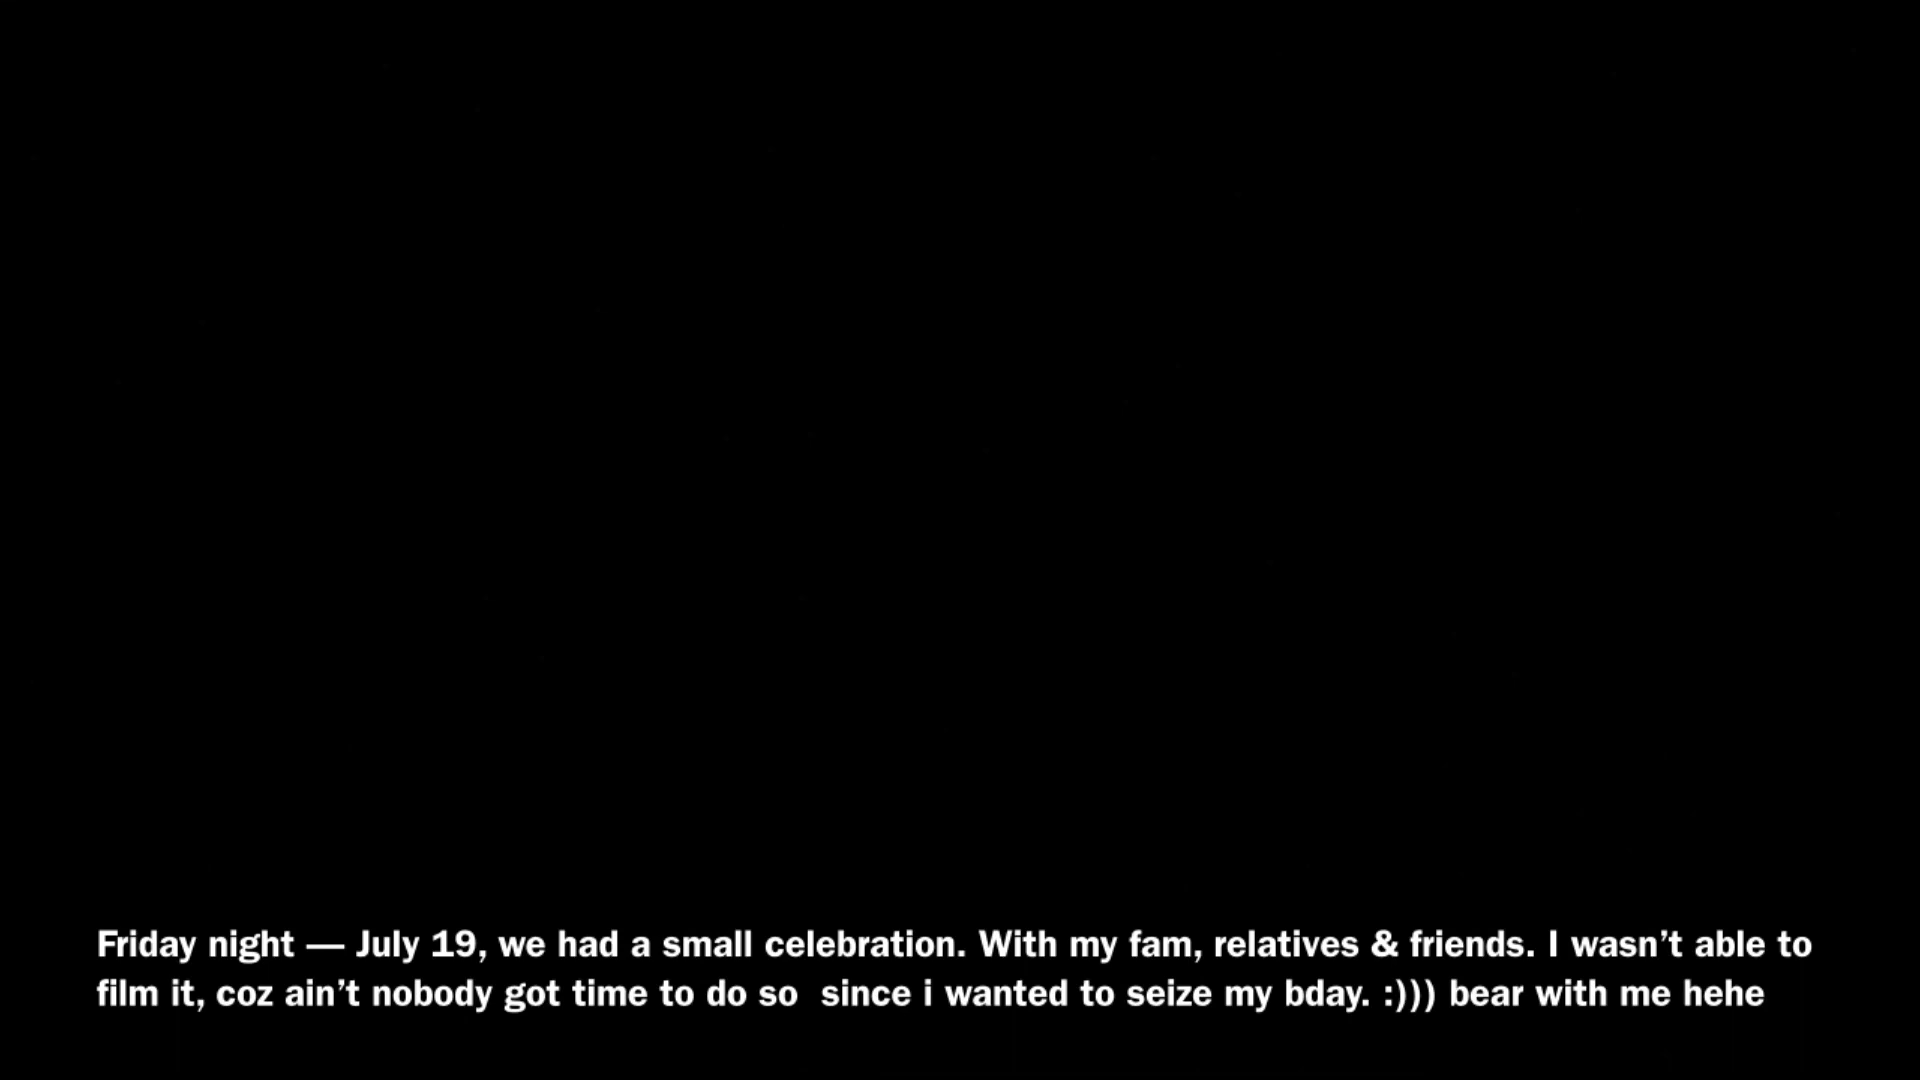 Friday night — July 19, we had a small celebration. With my fam, relatives & friends. I wasn’t able to
film it, coz ain’t nobody got time to do so  since i wanted to seize my bday. :))) bear with me hehe